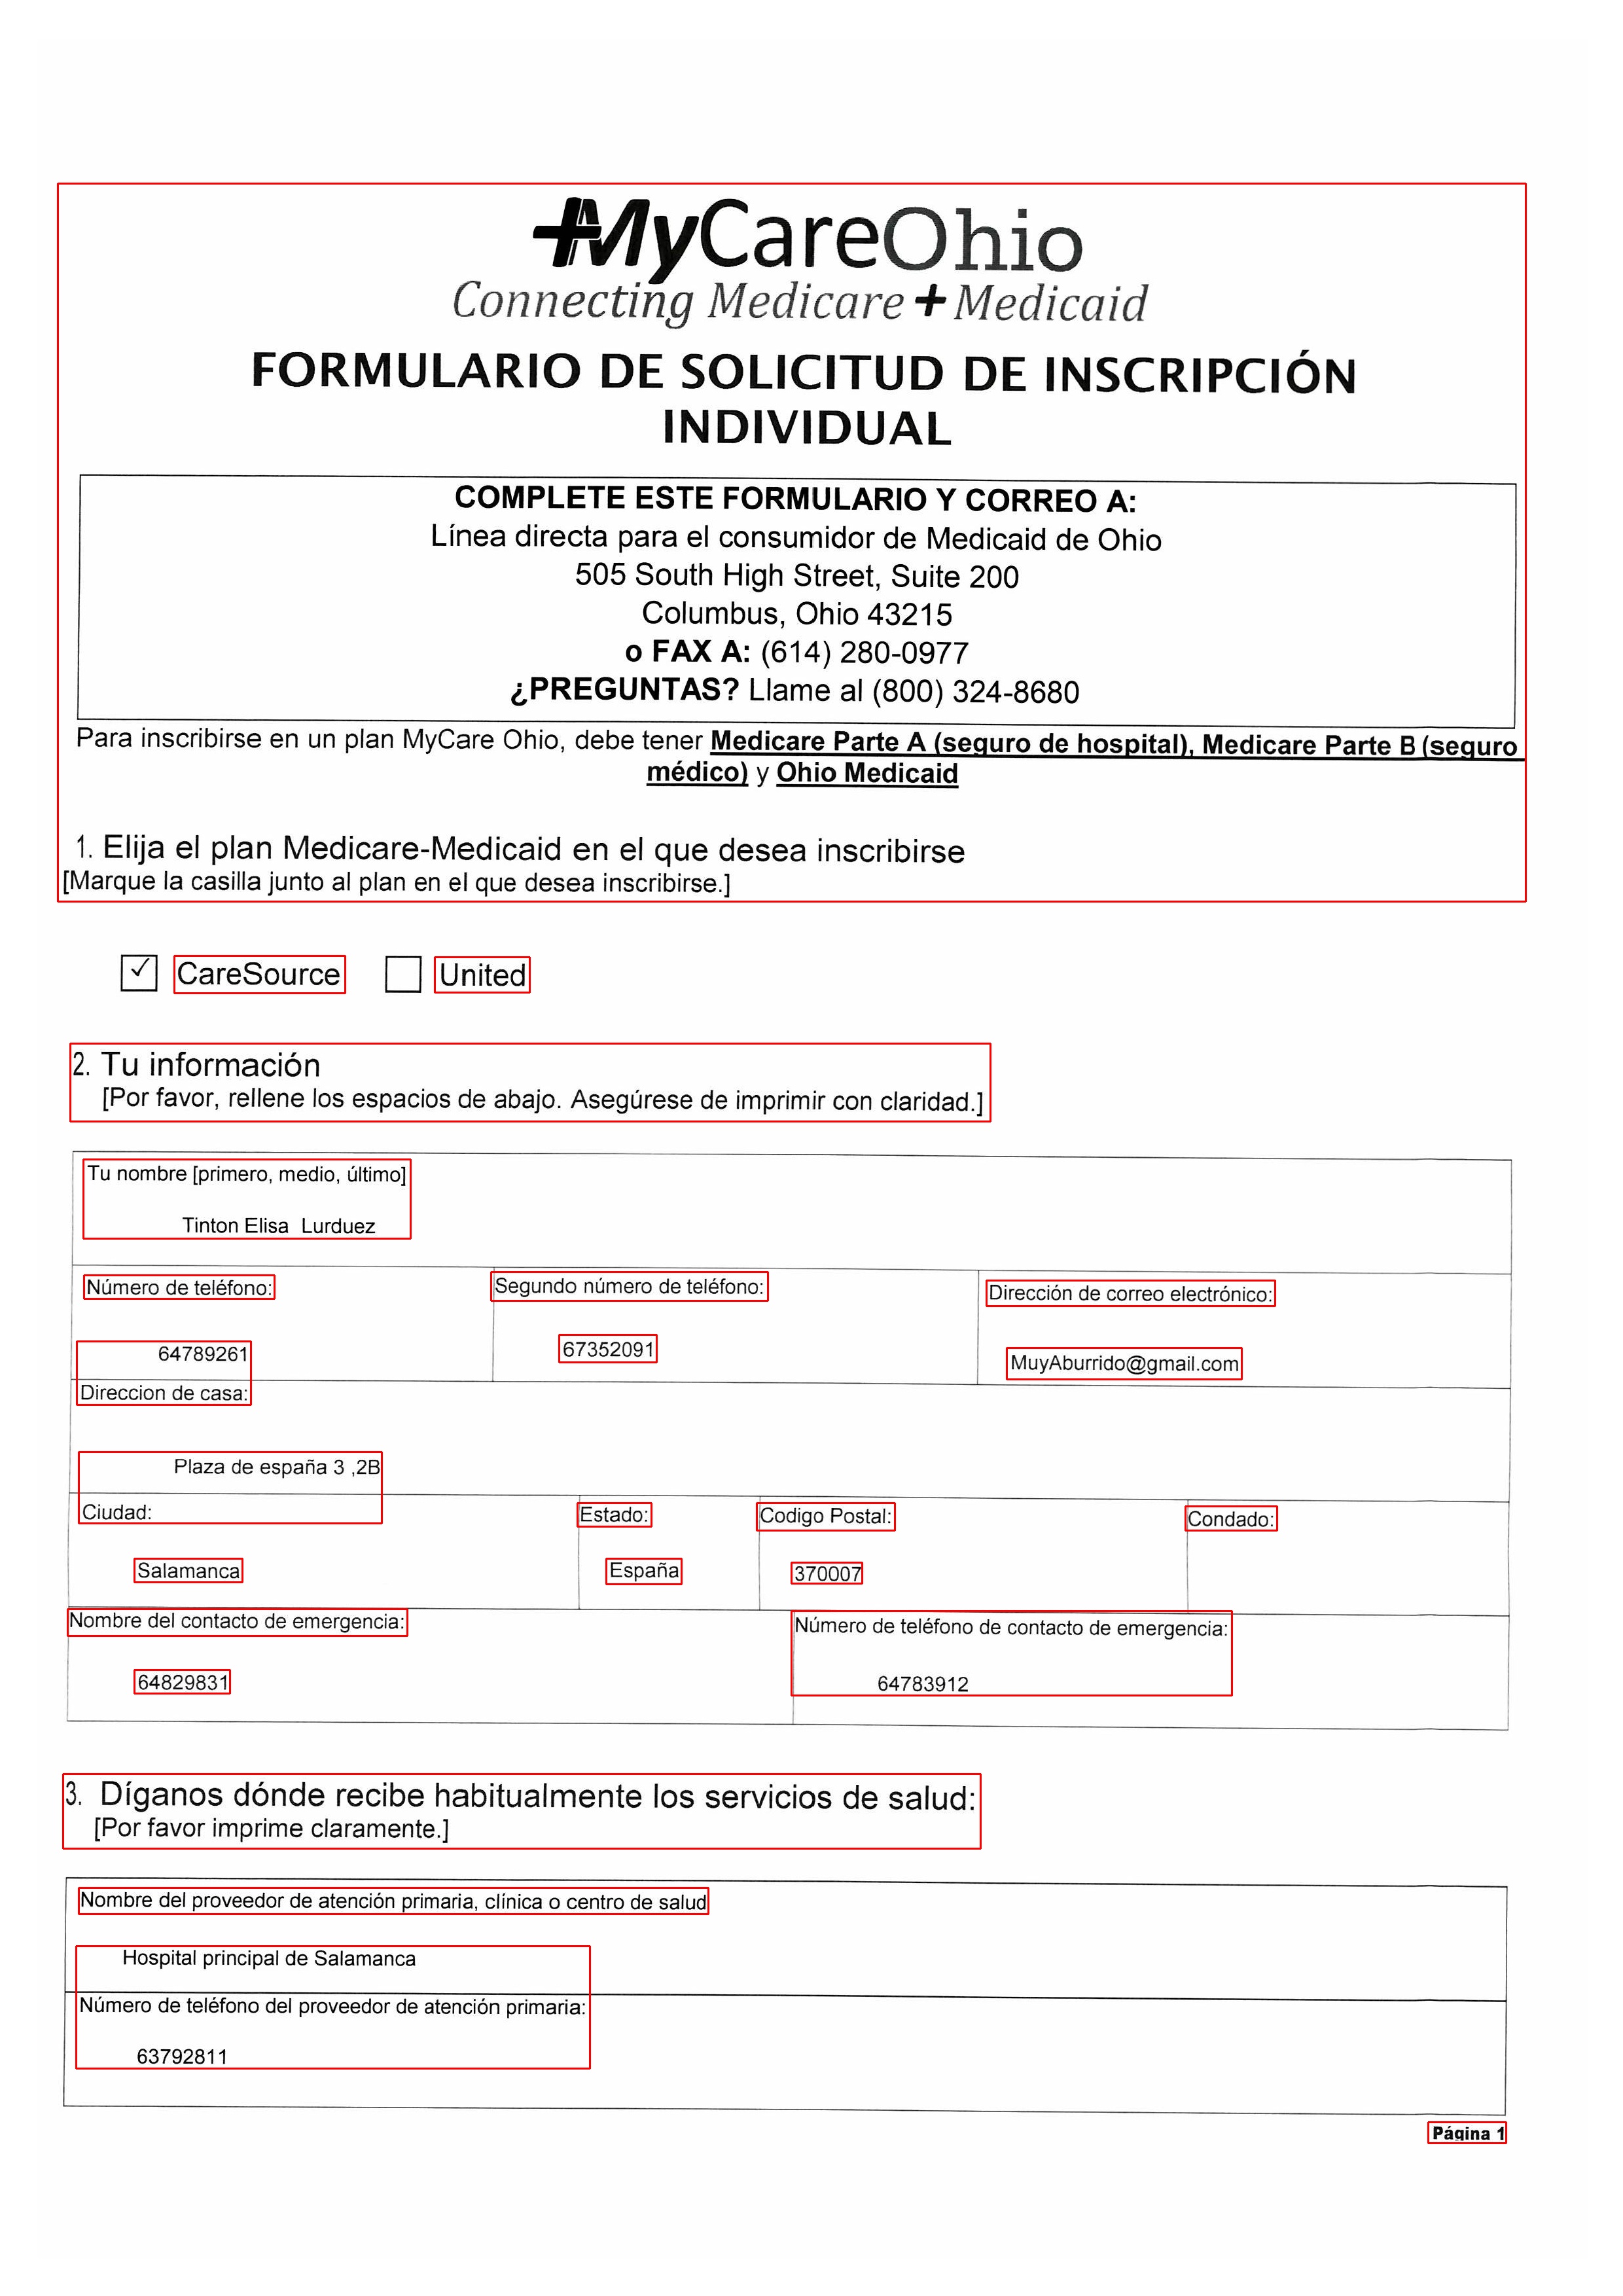 MyCareOhio
Connecting Medicare + Medicaid
FORMULARIO DE SOLICITUD DE INSCRIPCIÓN
INDIVIDUAL
COMPLETE ESTE FORMULARIO Y CORREO A:
Línea directa para el consumidor de Medicaid de Ohio
505 South High Street, Suite 200
Columbus, Ohio 43215
o FAX A: (614) 280-0977
¿PREGUNTAS? Llame al (800) 324-8680
Para inscribirse en un plan MyCare Ohio, debe tener Medicare Parte A (seguro de hospital), Medicare Parte B (seguro
médico) y Ohio Medicaid
1. Elija el plan Medicare-Medicaid en el que desea inscribirse
[Marque la casilla junto al plan en el que desea inscribirse.]
✓ CareSource United
2. Tu información
[Por favor, rellene los espacios de abajo. Asegúrese de imprimir con claridad.]
Tu nombre [primero, medio, último]
Tinton Elisa Lurduez
Número de teléfono: Segundo número de teléfono: Dirección de correo electrónico:
64789261 67352091 MuyAburrido@gmail.com
Direccion de casa:
Plaza de españa 3 ,2B
Ciudad: Estado: Codigo Postal: Condado:
Salamanca España 370007
Nombre del contacto de emergencia: Número de teléfono de contacto de emergencia:
64829831 64783912
3. Díganos dónde recibe habitualmente los servicios de salud:
[Por favor imprime claramente.]
Nombre del proveedor de atención primaria, clínica o centro de salud
Hospital principal de Salamanca
Número de teléfono del proveedor de atención primaria:
63792811
Página 1